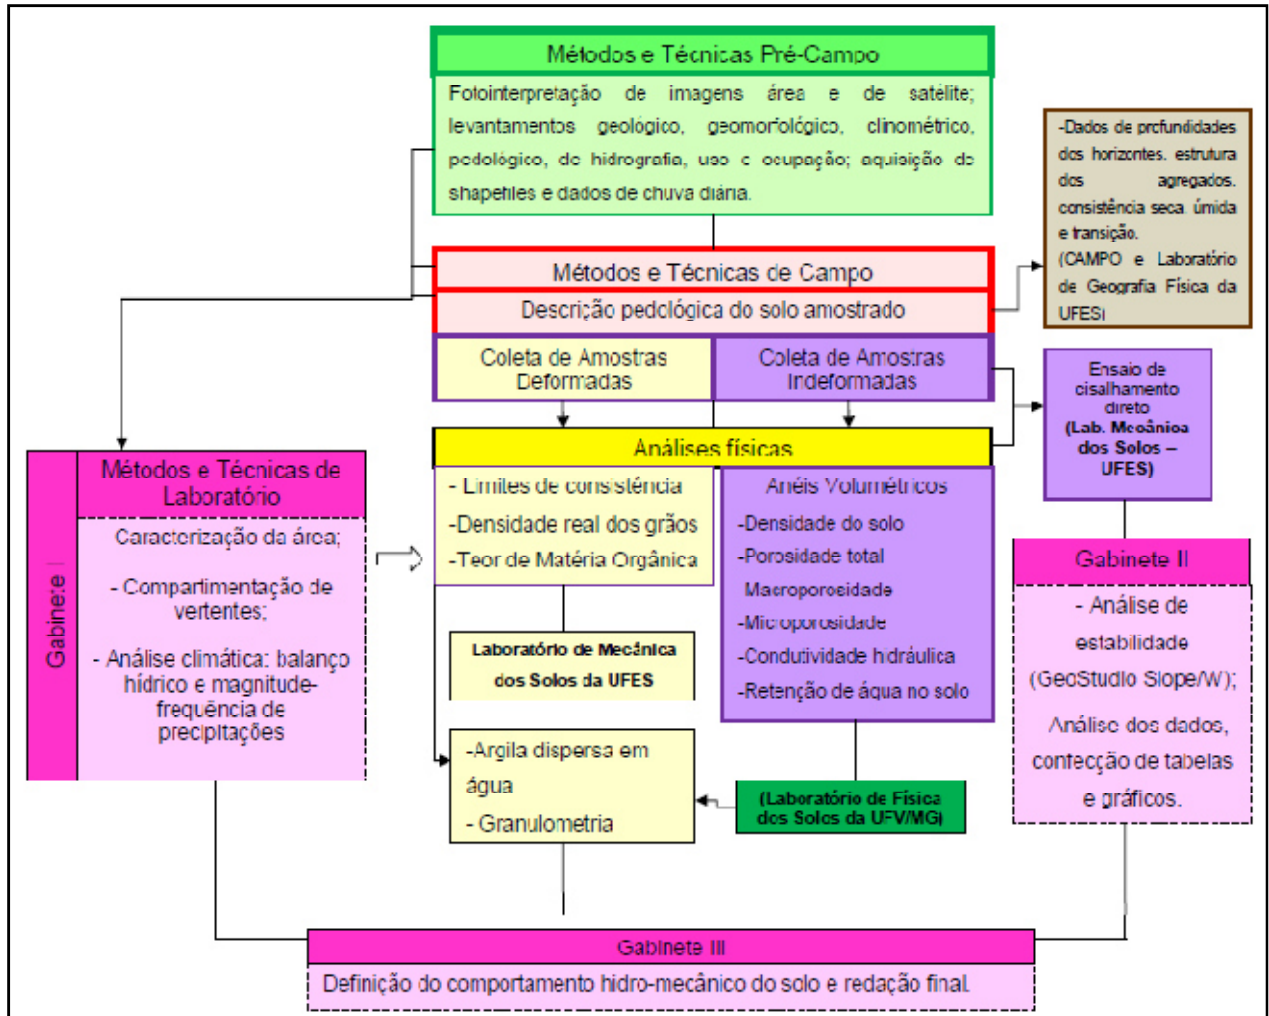 Métodos e Técnicas Pré-Campo
Fotointerpretação de imagens área e de satélite;
levantamentos geológico, geomorfológico, clinométrico,
pedológico, de hidrografia, uso e ocupação; aquisição de
shapefiles e dados de chuva diária.
-Dados de profundidades
dos horizontes, estrutura
dos agregados,
consistência seca, úmida
e transição.
(CAMPO e Laboratório
de Geografia Física da
UFES)
Métodos e Técnicas de Campo
Descrição pedológica do solo amostrado
Coleta de Amostras
Deformadas
Coleta de Amostras
Indeformadas
Ensaio de
cisalhamento
direto
(Lab. Mecânica
dos Solos –
UFES)
Análises físicas
- Limites de consistência
-Densidade real dos grãos
-Teor de Matéria Orgânica
Anéis Volumétricos
-Densidade do solo
-Porosidade total
Macroporosidade
-Microporosidade
-Condutividade hidráulica
-Retenção de água no solo
Gabinete I
Métodos e Técnicas de
Laboratório
Caracterização da área;
- Compartimentação de
vertentes;
- Análise climática: balanço
hídrico e magnitude-
frequência de
precipitações
Laboratório de Mecânica
dos Solos da UFES
-Argila dispersa em
água
- Granulometria
(Laboratório de Física
dos Solos da UFV/MG)
Gabinete II
- Análise de
estabilidade
(GeoStudio Slope/W);
Análise dos dados,
confecção de tabelas
e gráficos.
Gabinete III
Definição do comportamento hidro-mecânico do solo e redação final.